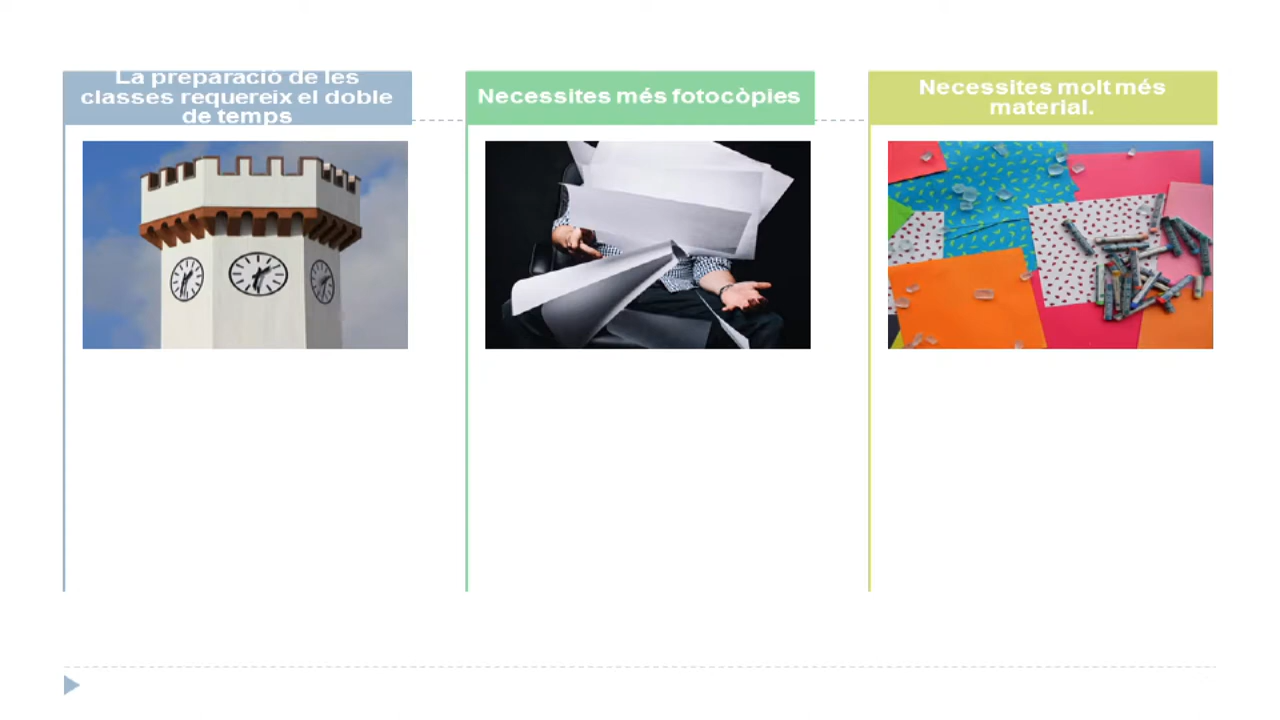 La preparació de les
classes requereix el doble
de temps
Necessites més fotocòpies
Necessites molt més
material.